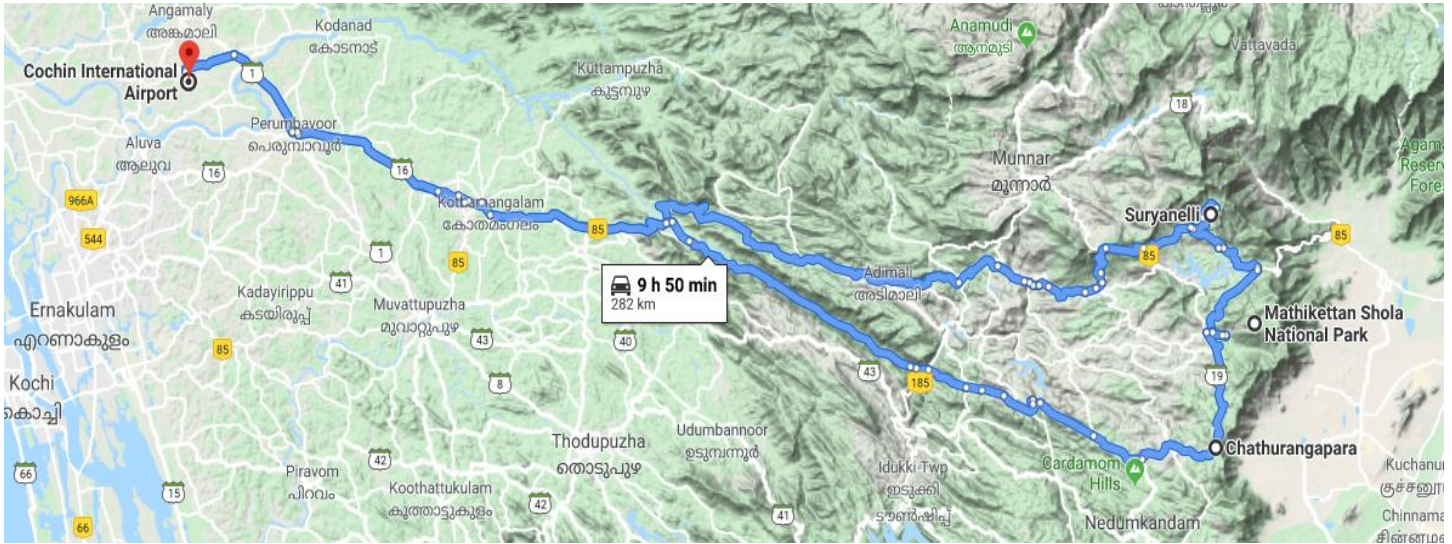 Angamaly
അങ്കമാലി
Kodanad
കോടനാട്
Cochin International
Airport
1
Perumbavoor
പെരുമ്പാവൂർ
Aluva
ആലുവ
16
16
Kuttampuzha
കുട്ടമ്പുഴ
Anamudi
ആനമുടി
Vattavada
18
Munnar
മൂന്നാർ
Suryanelli
85
85
Kothamangalam
കോതമംഗലം
85
85
966A
544
1
41
Kadayirippu
കടയിരുപ്പ്
Muvattupuzha
മുവാറ്റുപുഴ
Ernakulam
എറണാകുളം
85
43
40
9 h 50 min
282 km
Adimali
അടിമാലി
Mathikettan Shola
National Park
Kochi
കൊച്ചി
8
43
185
19
Thodupuzha
തൊടുപുഴ
Udumbannoor
ഉടുമ്പന്നൂർ
Chathurangapara
66
15
Piravom
പിറവം
42
Koothattukulam
കൂത്താട്ടുകുളം
42
41
Idukki Twp
ഇടുക്കി
ടൗൺഷിപ്പ്
Cardamom
Hills
Nedumkandam
66